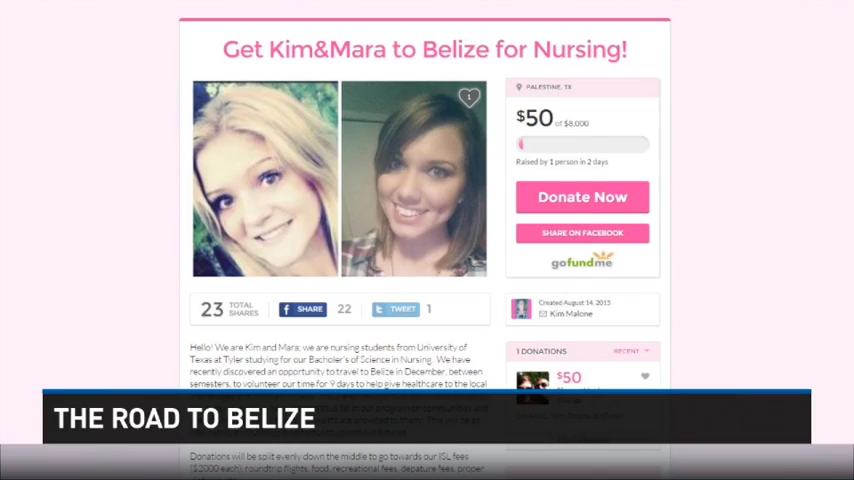 Get Kim&Mara to Belize for Nursing!
1
PALESTINE, TX
$50 of $8,000
Raised by 1 person in 2 days
Donate Now
SHARE ON FACEBOOK
gofundme
23 TOTAL SHARES
f SHARE 22
TWEET 1
Created August 14, 2015
Kim Malone
Hello! We are Kim and Mara; we are nursing students from University of
Texas at Tyler studying for our Bacholer's of Science in Nursing. We have
recently discovered an opportunity to travel to Belize in December, between
semesters, to volunteer our time for 9 days to help give healthcare to the local
1 DONATIONS
RECENT
$50
THE ROAD TO BELIZE
Donations will be split evenly down the middle to go towards our ISL fees
($2000 each), roundtrip flights, food, recreational fees, depature fees, proper